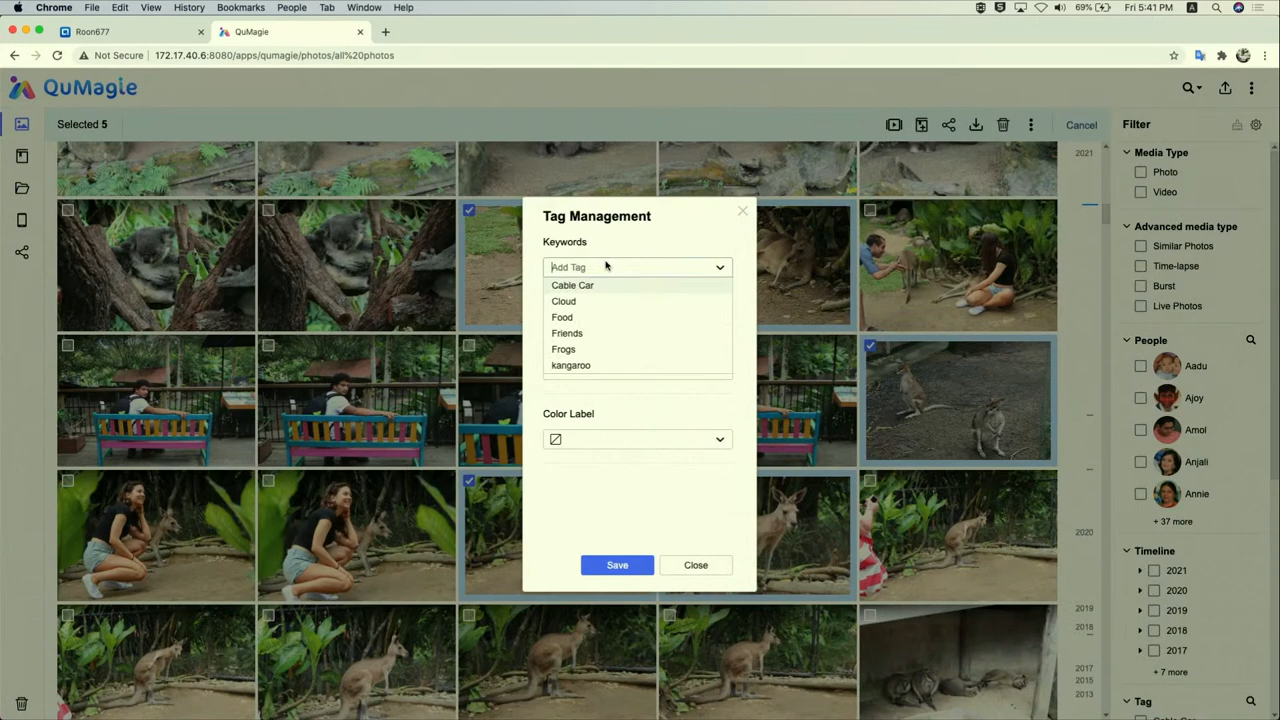 Chrome File Edit View History Bookmarks People Tab Window Help 69% Fri 5:41 PM A
Roon677 QuMagie
Not Secure 172.17.40.6:8080/apps/qumagie/photos/all%20photos
QuMagie
Selected 5 Cancel
Filter
2021
Media Type
Photo
Video
Advanced media type
Similar Photos
Time-lapse
Burst
Live Photos
People
Aadu
Ajoy
Amol
Anjali
Annie
+ 37 more
Timeline
2021
2020
2019
2018
2017
+ 7 more
Tag
2020
2019
2018
2017
2015
2013
Tag Management
Keywords
Add Tag
Cable Car
Cloud
Food
Friends
Frogs
kangaroo
Color Label
Save Close